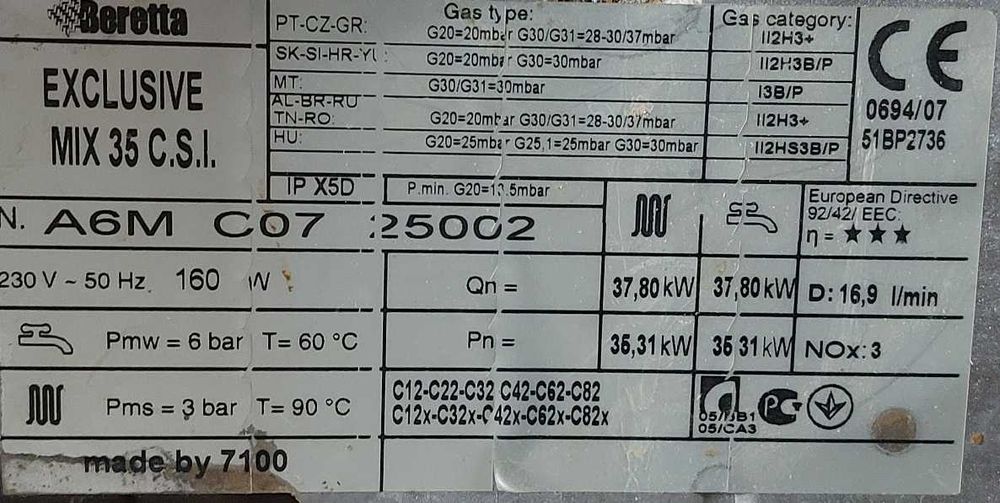 Beretta
EXCLUSIVE
MIX 35 C.S.I.
Gas type: Gas category:
PT-CZ-GR: G20=20mbar G30/G31=28-30/37mbar II2H3+
SK-SI-HR-YU: G20=20mbar G30=30mbar II2H3B/P
MT: G30/G31=30mbar I3B/P
AL-BR-RU
TN-RO: G20=20mbar G30/G31=28-30/37mbar II2H3+
HU: G20=25mbar G25,1=25mbar G30=30mbar II2HS3B/P
CE
0694/07
51BP2736
IP X5D P.min. G20=13.5mbar
European Directive
92/42/ EEC:
η = ★★★
N. A6M C07 25002
230 V ~ 50 Hz 160 W Qn = 37,80 kW 37,80 kW D: 16,9 l/min
Pmw = 6 bar T= 60 °C Pn = 35,31 kW 35,31 kW NOx: 3
Pms = 3 bar T= 90 °C
C12-C22-C32 C42-C62-C82
C12x-C32x-C42x-C62x-C82x
05/CA3
made by 7100